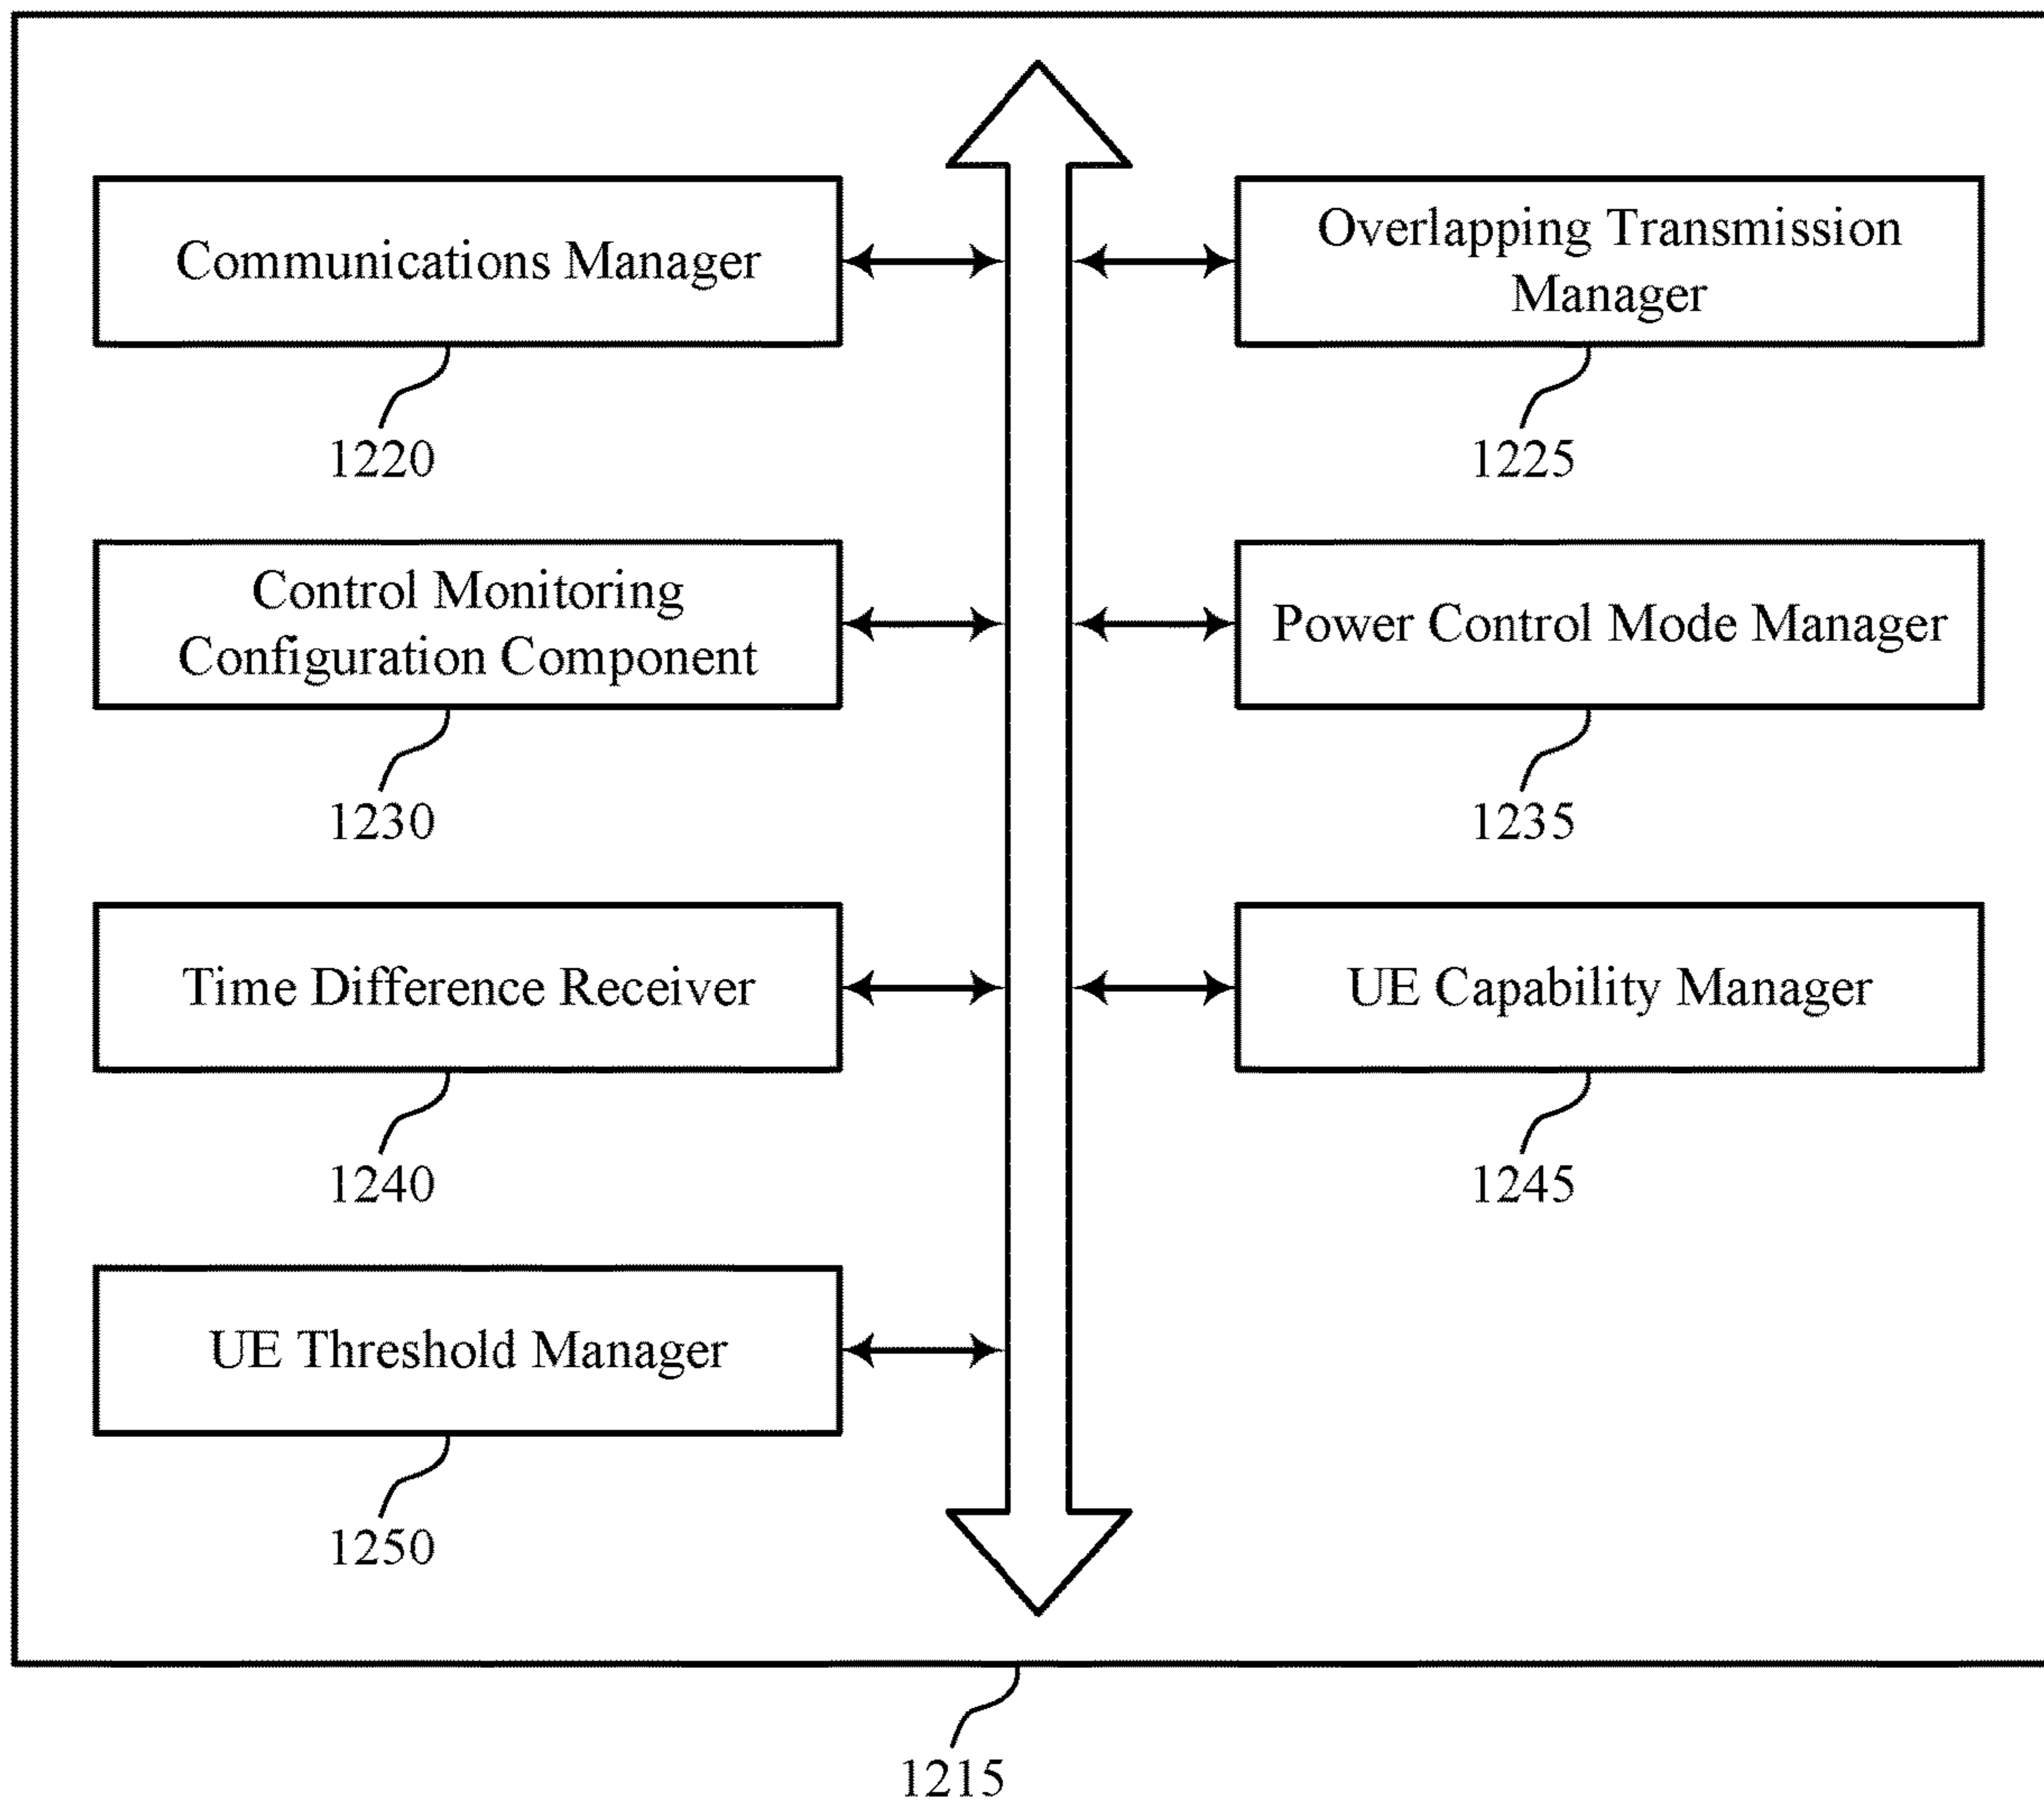 Communications Manager
1220
Overlapping Transmission
Manager
1225
Control Monitoring
Configuration Component
1230
Power Control Mode Manager
1235
Time Difference Receiver
1240
UE Capability Manager
1245
UE Threshold Manager
1250
1215